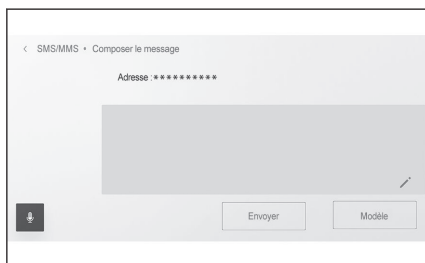 < SMS/MMS • Composer le message
Adresse :**********
Envoyer
Modèle